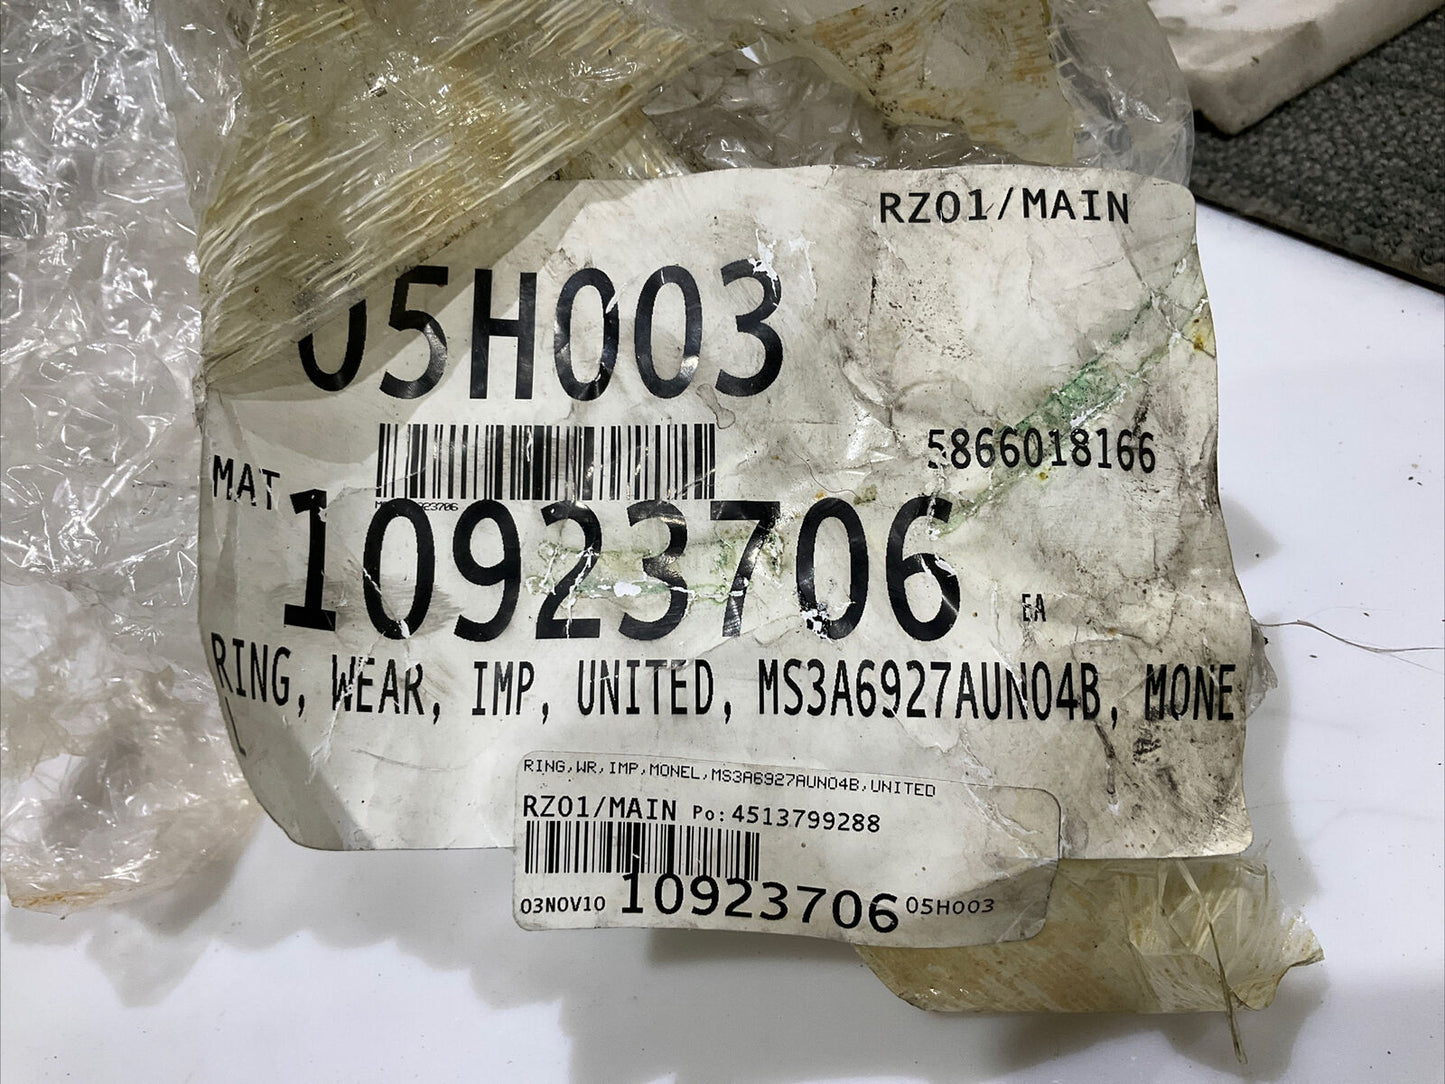 RZ01/MAIN
05H003
5866018166
MAT
10923706
EA
RING, WEAR, IMP, UNITED, MS3A6927AUN04B, MONE
L
RING,WR,IMP,MONEL,MS3A6927AUN04B,UNITED
RZ01/MAIN Po:4513799288
03NOV10 10923706 05H003